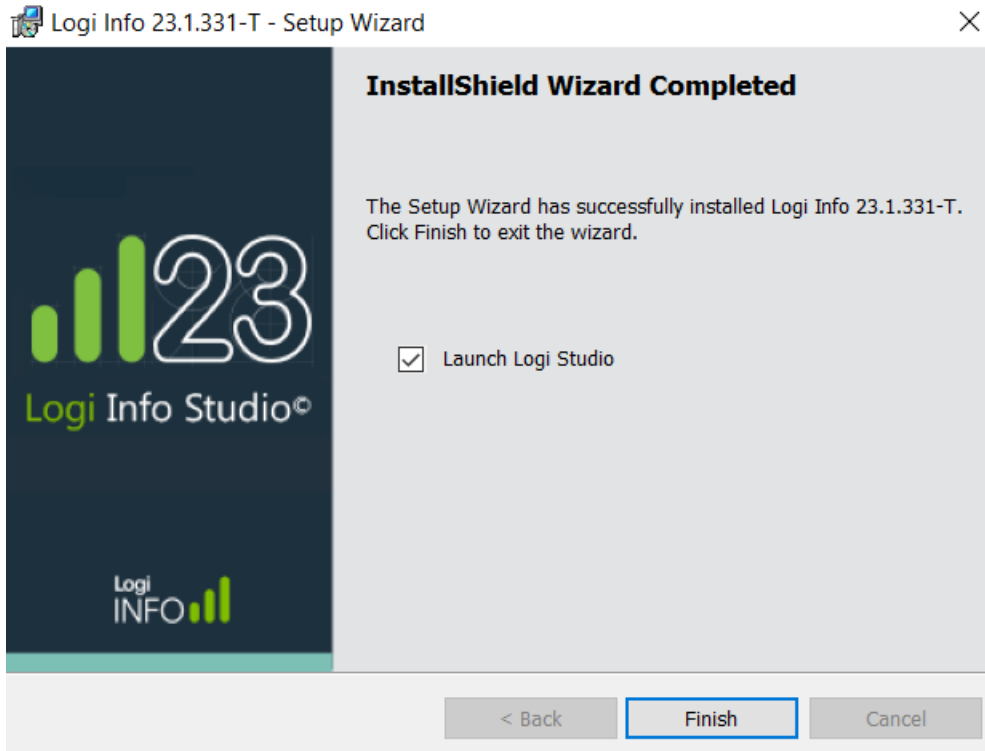 Logi Info 23.1.331-T - Setup Wizard
InstallShield Wizard Completed
The Setup Wizard has successfully installed Logi Info 23.1.331-T.
Click Finish to exit the wizard.
23
Logi Info Studio©
Launch Logi Studio
Logi
INFO
< Back
Finish
Cancel